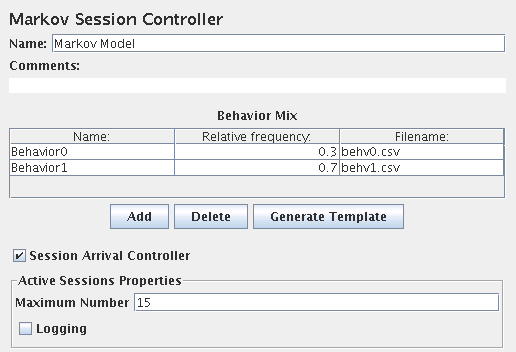 Markov Session Controller
Name: Markov Model
Comments:
Behavior Mix
Name: Relative frequency: Filename:
Behavior0 0.3 behv0.csv
Behavior1 0.7 behv1.csv
Add Delete Generate Template
Session Arrival Controller
Active Sessions Properties
Maximum Number 15
Logging